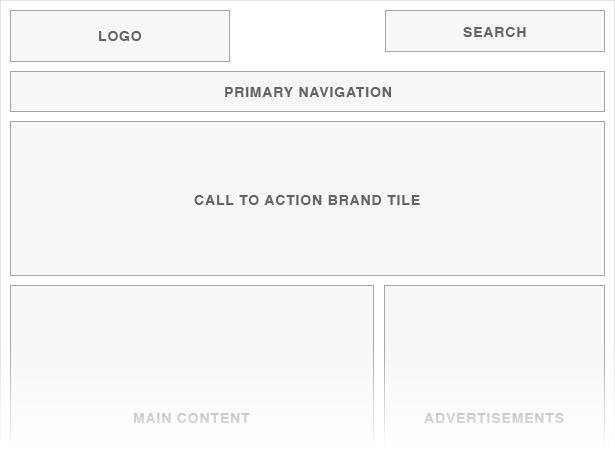 LOGO
SEARCH
PRIMARY NAVIGATION
CALL TO ACTION BRAND TILE
MAIN CONTENT
ADVERTISEMENTS